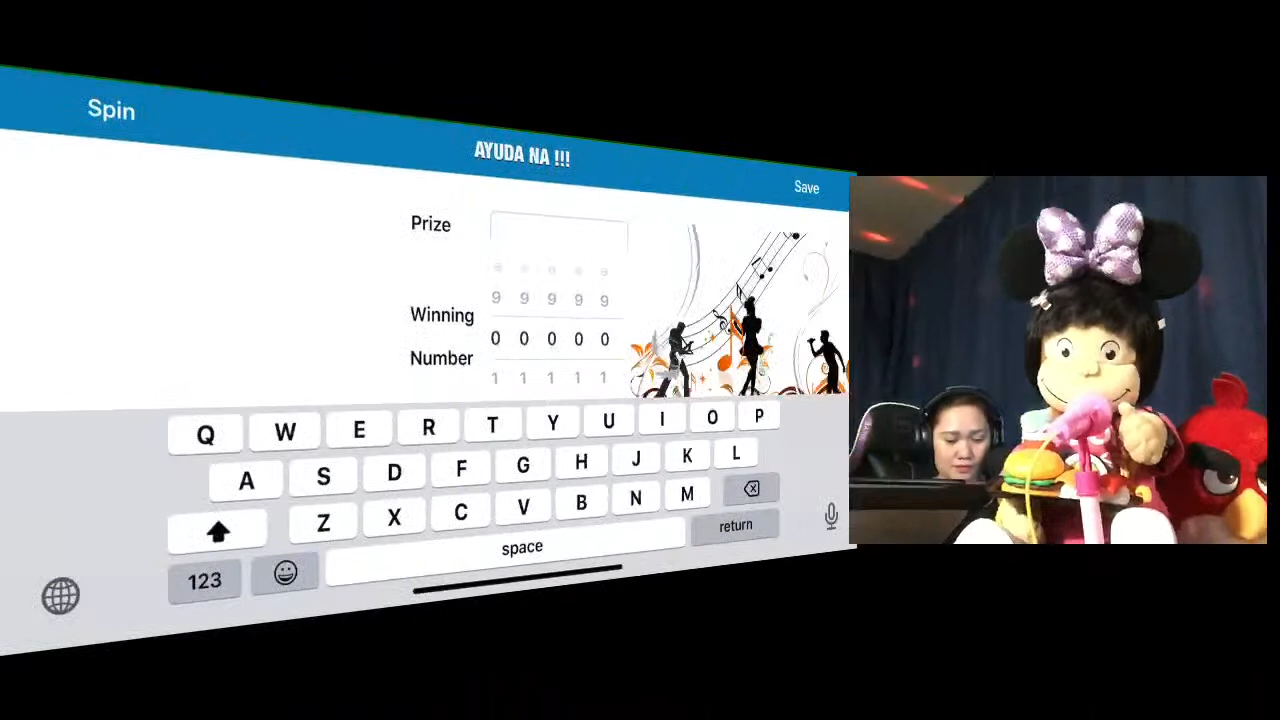 Spin
AYUDA NA !!!
Save
Prize
9 9 9 9 9
Winning
0 0 0 0 0
Number
1 1 1 1 1
Q W E R T Y U I O P
A S D F G H J K L
Z X C V B N M
123
space
return